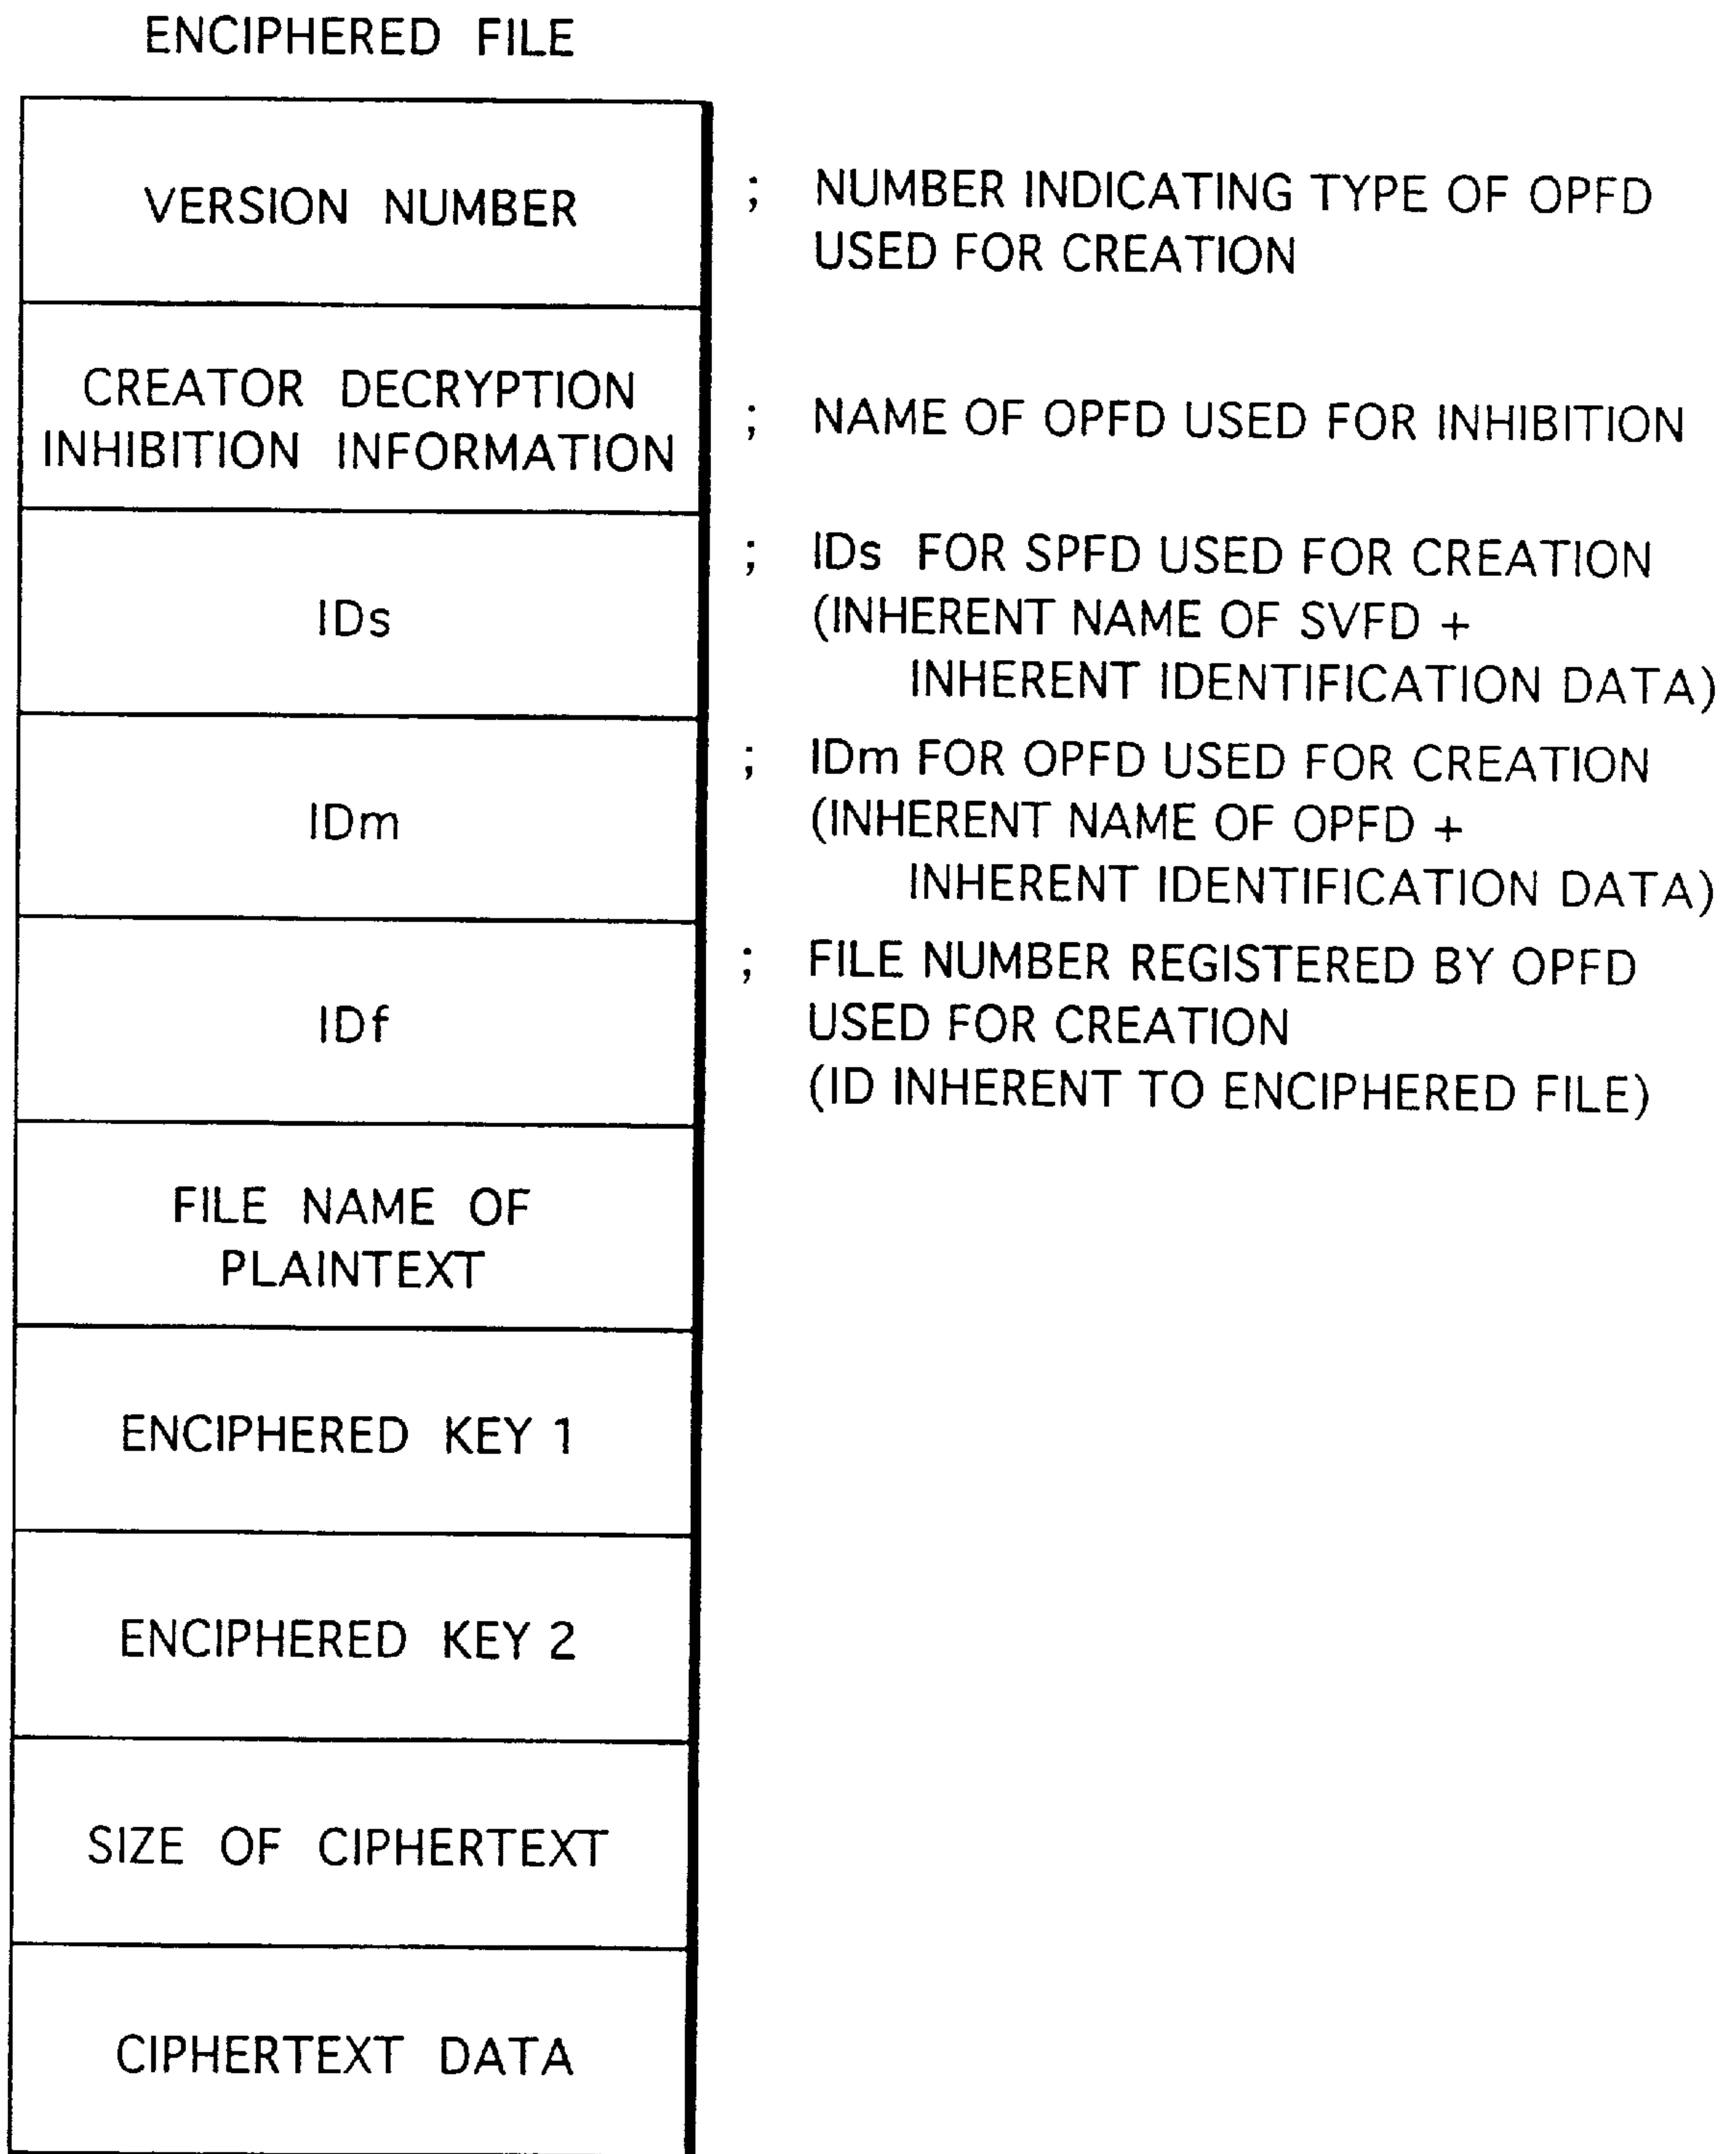 ENCIPHERED FILE
VERSION NUMBER
; NUMBER INDICATING TYPE OF OPFD
USED FOR CREATION
CREATOR DECRYPTION
INHIBITION INFORMATION
; NAME OF OPFD USED FOR INHIBITION
IDs
; IDs FOR SPFD USED FOR CREATION
(INHERENT NAME OF SVFD +
INHERENT IDENTIFICATION DATA)
IDm
; IDm FOR OPFD USED FOR CREATION
(INHERENT NAME OF OPFD +
INHERENT IDENTIFICATION DATA)
IDf
; FILE NUMBER REGISTERED BY OPFD
USED FOR CREATION
(ID INHERENT TO ENCIPHERED FILE)
FILE NAME OF
PLAINTEXT
ENCIPHERED KEY 1
ENCIPHERED KEY 2
SIZE OF CIPHERTEXT
CIPHERTEXT DATA